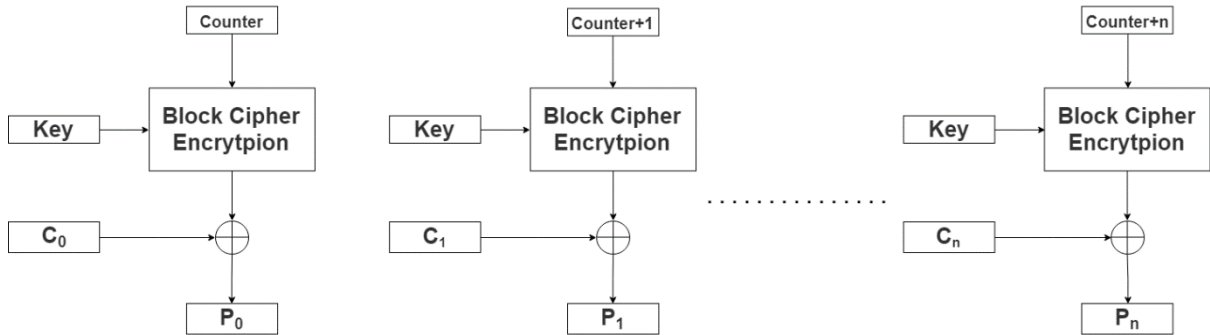 Counter
Counter+1
Counter+n
Block Cipher
Encrytpion
Block Cipher
Encrytpion
Block Cipher
Encrytpion
Key
Key
Key
C₀
C₁
...............
Cₙ
P₀
P₁
Pₙ